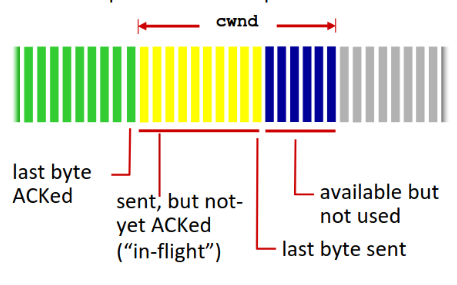 cwnd
last byte
ACKed
sent, but not-
yet ACKed
(“in-flight”)
available but
not used
last byte sent